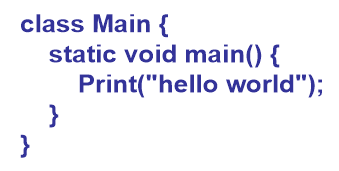 class Main {
    static void main() {
        Print("hello world");
    }
}